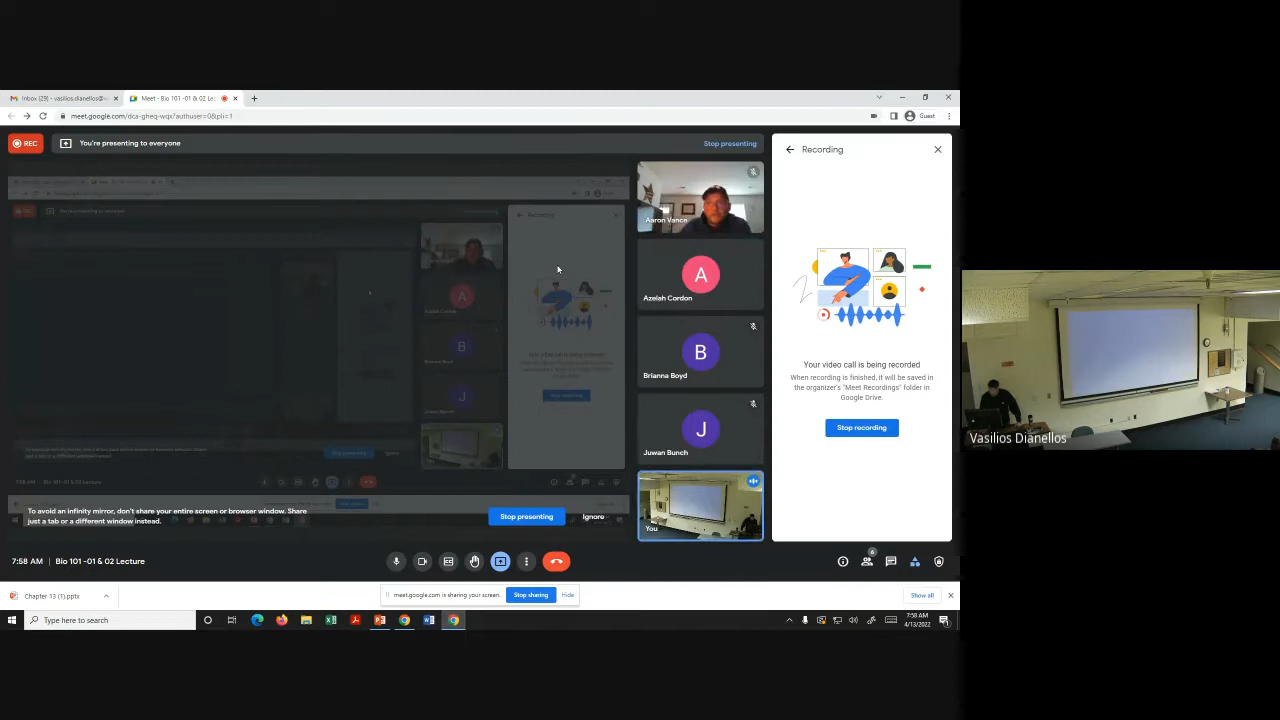 Inbox (29) - vasilios.dianellos@
Meet - Bio 101 -01 & 02 Lec
meet.google.com/dca-gheq-wqx?authuser=0&pli=1
Guest
REC
You're presenting to everyone
Stop presenting
Recording
Aaron Vance
A
Azelah Cordon
B
Brianna Boyd
J
Juwan Bunch
You
Your video call is being recorded
When recording is finished, it will be saved
in the organizer's "Meet Recordings" folder in
Google Drive.
Stop recording
Vasilios Dianellos
To avoid an infinity mirror, don't share your entire screen or browser window. Share
just a tab or a different window instead.
Stop presenting
Ignore
7:58 AM | Bio 101 -01 & 02 Lecture
6
Chapter 13 (1).pptx
meet.google.com is sharing your screen.
Stop sharing
Hide
Show all
Type here to search
7:58 AM
4/13/2022